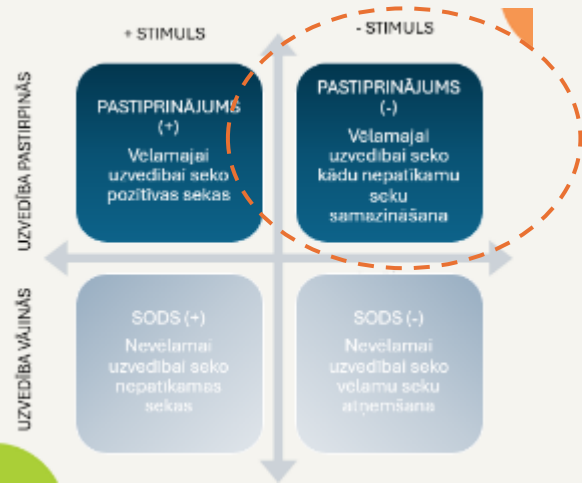 + STIMULS
- STIMULS
UZVEDĪBA PASTIRPINĀS
PASTIPRINĀJUMS
(+)
Vēlamajai
uzvedībai seko
pozitīvas sekas
PASTIPRINĀJUMS
(-)
Vēlamajai
uzvedībai seko
kādu nepatīkamu
seku
samazināšana
UZVEDĪBA VĀJINĀS
SODS (+)
Nevēlamai
uzvedībai seko
nepatīkamas
sekas
SODS (-)
Nevēlamai
uzvedībai seko
vēlamu seku
atņemšana